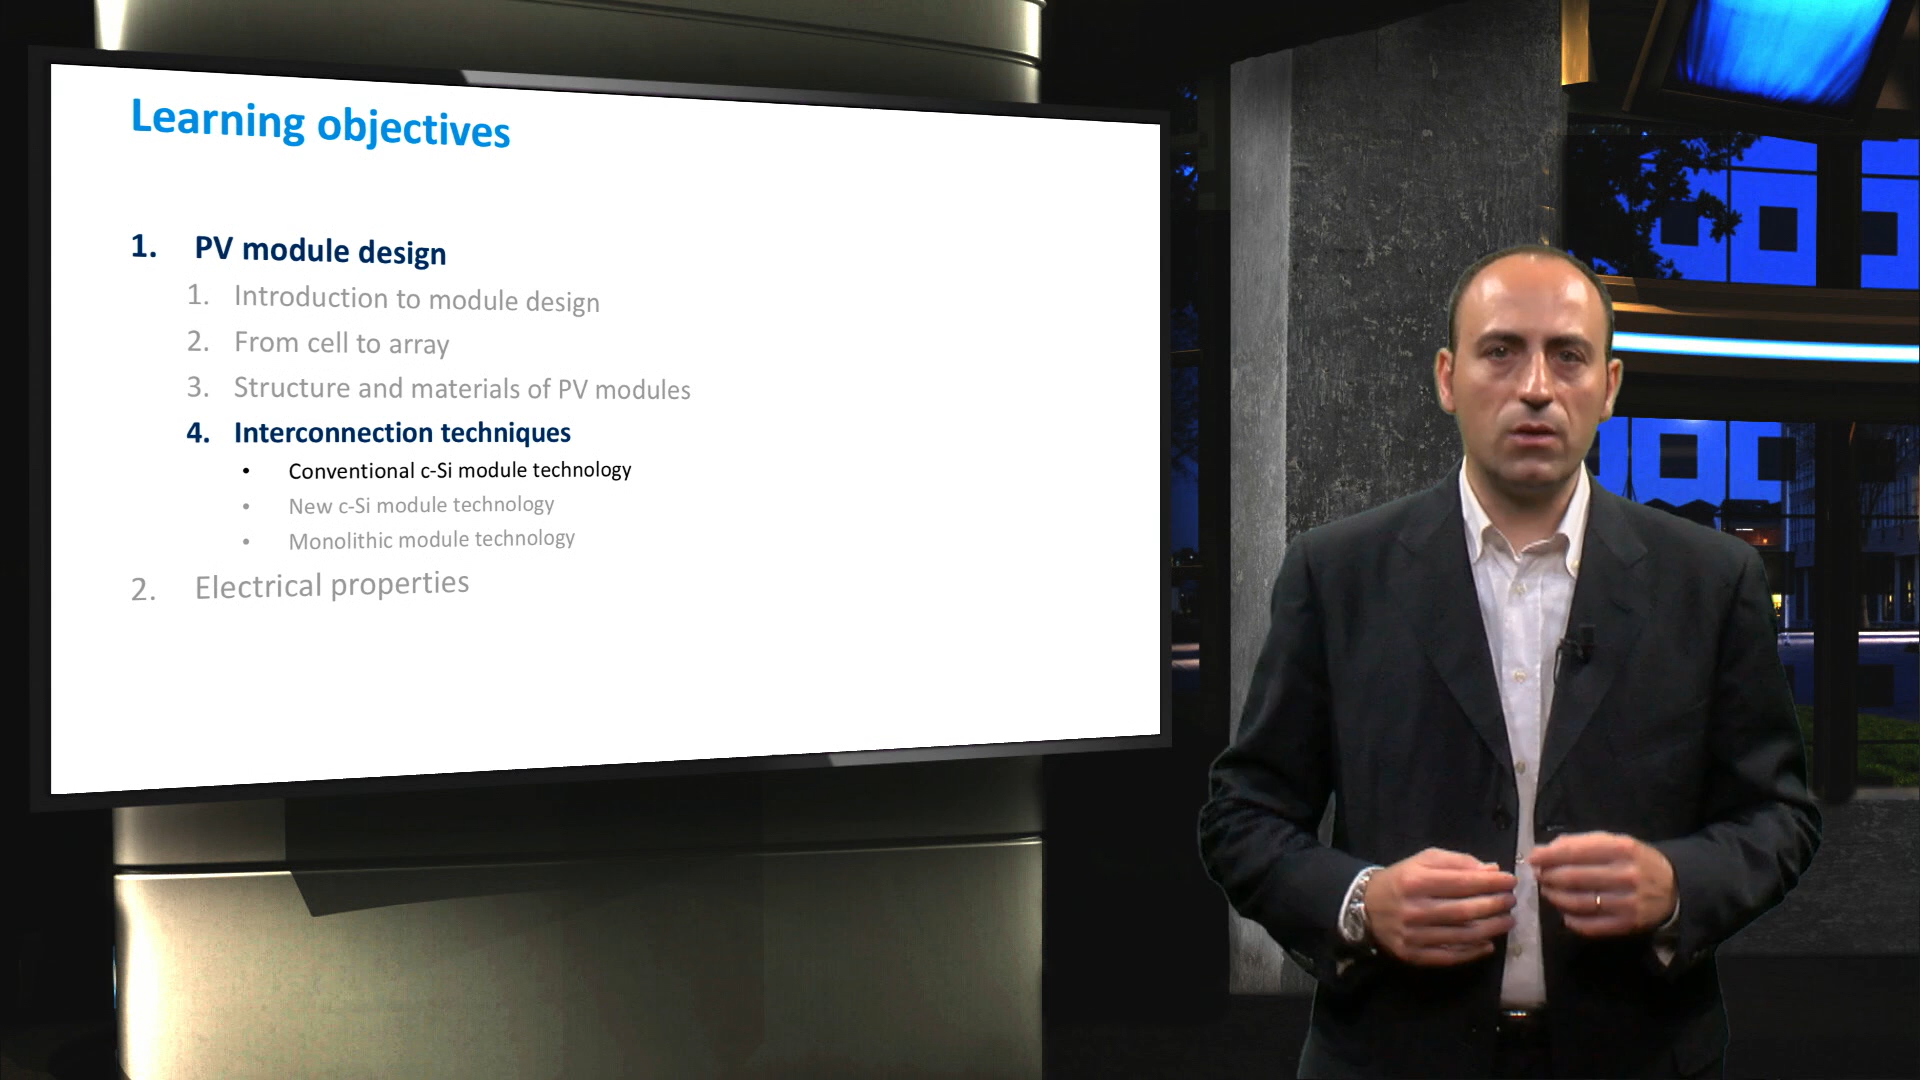 Learning objectives
1. PV module design
1. Introduction to module design
2. From cell to array
3. Structure and materials of PV modules
4. Interconnection techniques
• Conventional c-Si module technology
• New c-Si module technology
• Monolithic module technology
2. Electrical properties